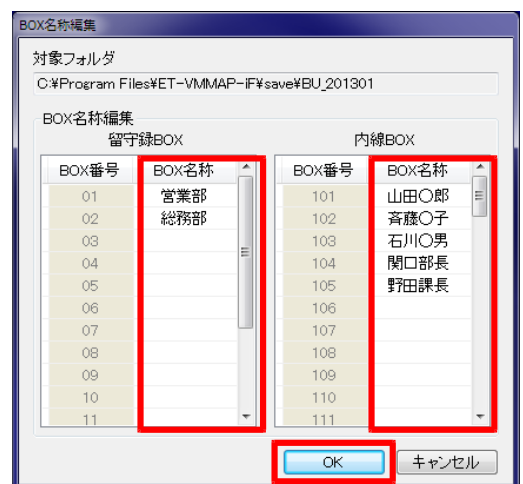 BOX名称編集
対象フォルダ
C:¥Program Files¥ET-VMMAP-iF¥save¥BU_201301
BOX名称編集
留守録BOX
BOX番号 BOX名称
01 営業部
02 総務部
03
04
05
06
07
08
09
10
11
内線BOX
BOX番号 BOX名称
101 山田○郎
102 斉藤○子
103 石川○男
104 関口部長
105 野田課長
106
107
108
109
110
111
OK キャンセル